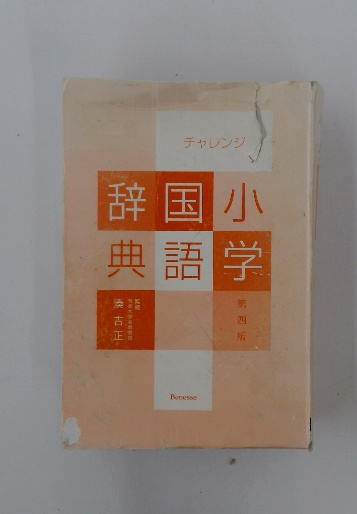 チャレンジ
小学
国語
辞典
第四版
監修
湊吉正
Benesse